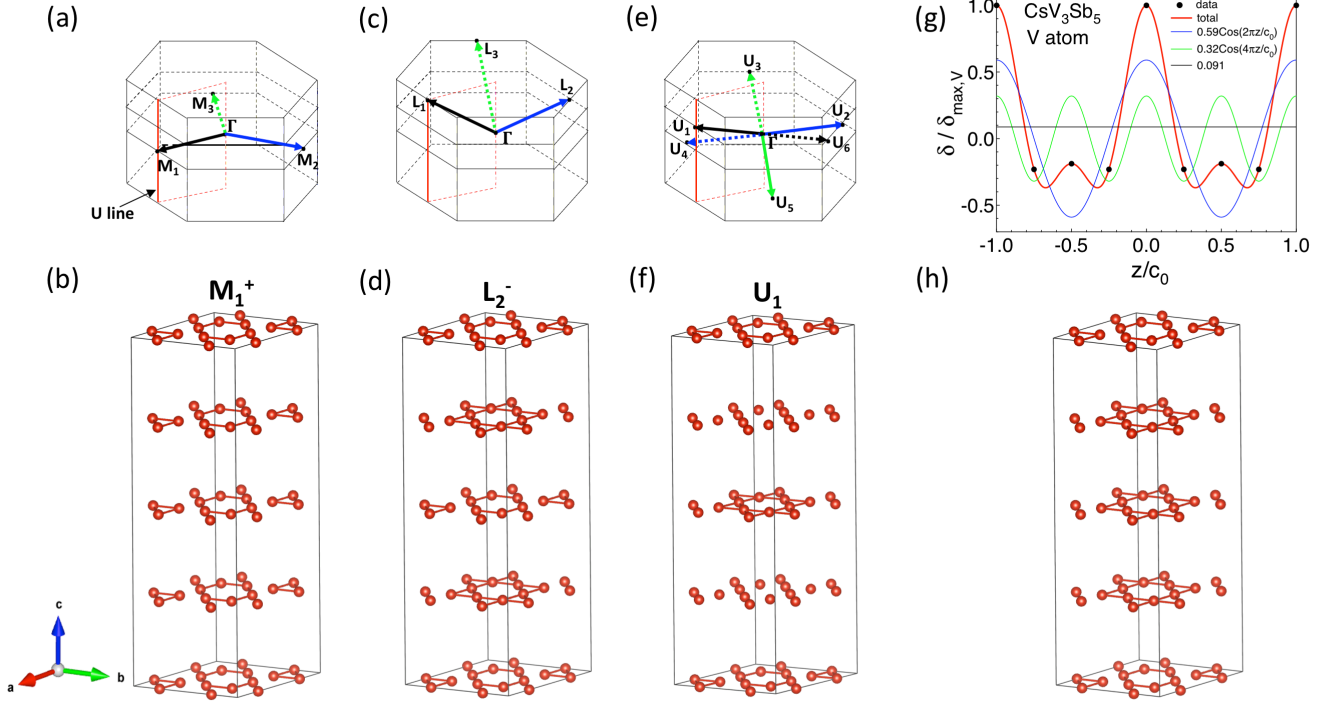 (a)
M₃
Γ
M₁
M₂
U line
(c)
L₃
L₁
L₂
Γ
(e)
U₃
U₁
U₂
U₄
Γ
U₆
U₅
(g)
CsV₃Sb₅
V atom
data
total
0.59Cos(2πz/c₀)
0.32Cos(4πz/c₀)
0.091
δ / δmax,V
1.0
0.5
0.0
-0.5
-1.0 -0.5 0.0 0.5 1.0
z/c₀
(b)
M₁⁺
c
a
b
(d)
L₂⁻
(f)
U₁
(h)